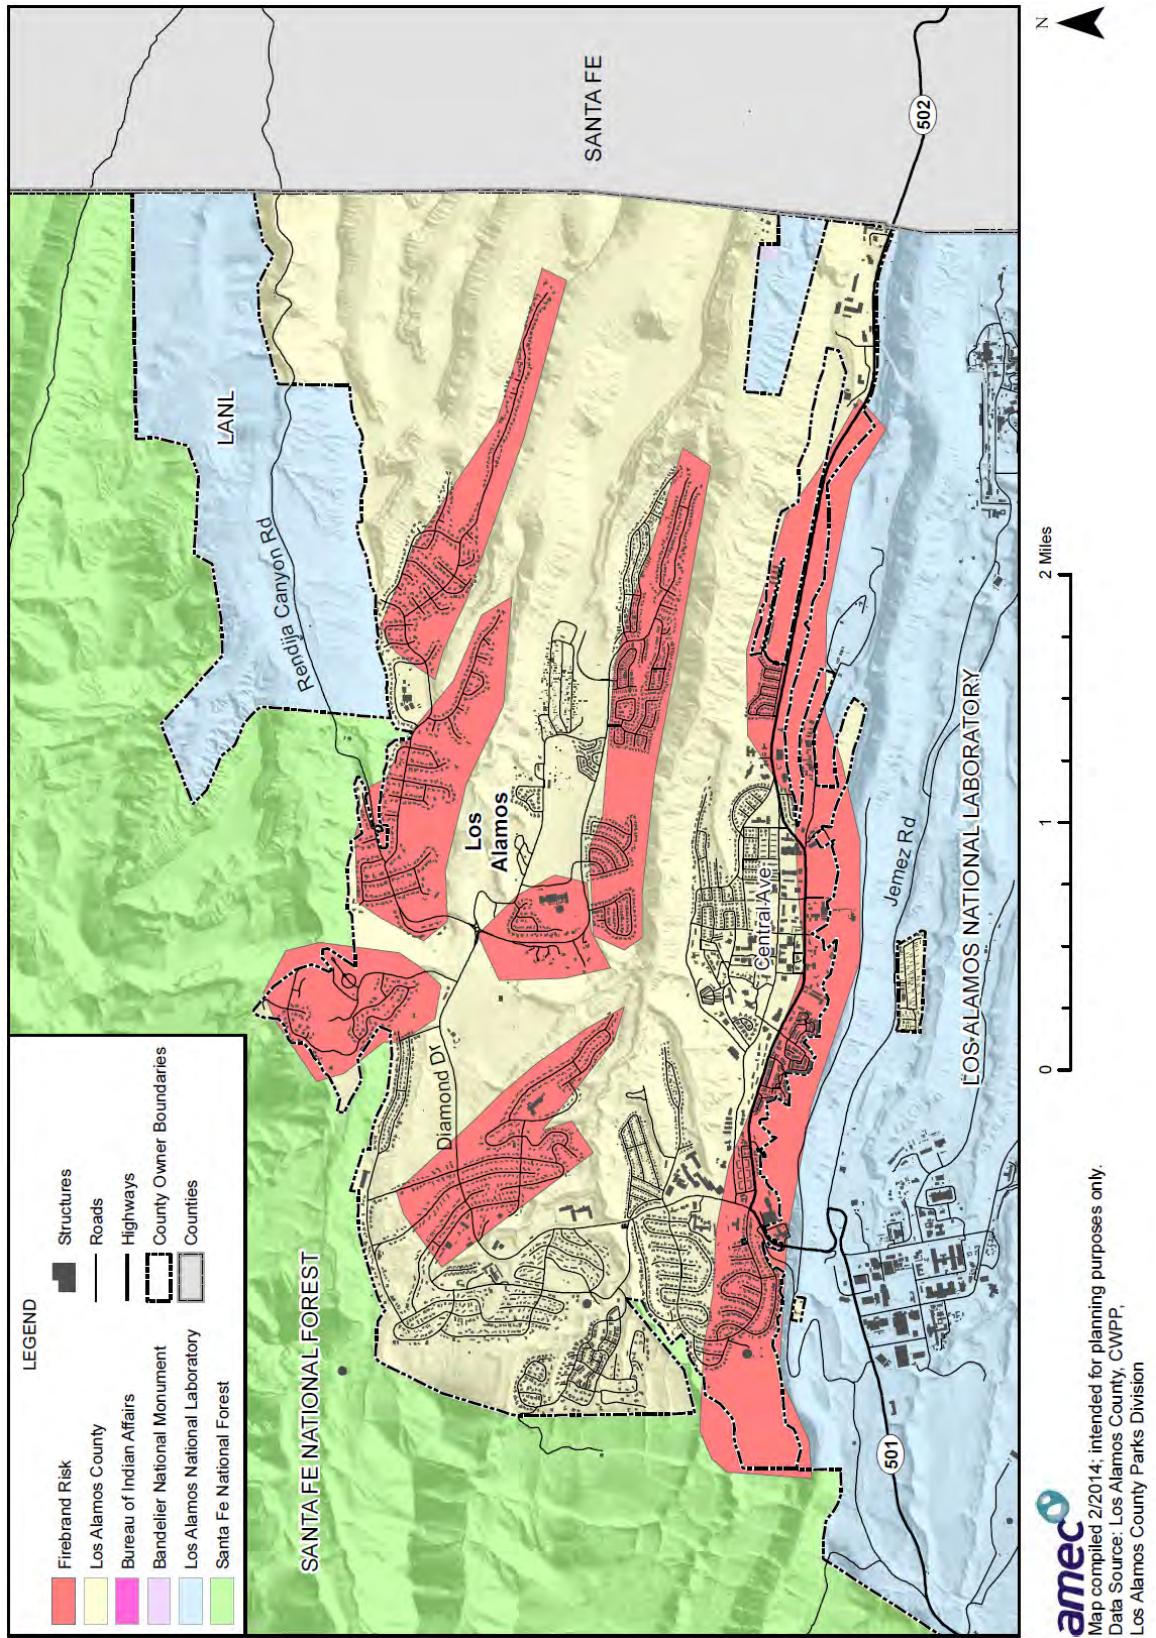 LEGEND
Firebrand Risk
Los Alamos County
Bureau of Indian Affairs
Bandelier National Monument
Los Alamos National Laboratory
Santa Fe National Forest
Structures
Roads
Highways
County Owner Boundaries
Counties
SANTA FE NATIONAL FOREST
LANL
Rendija Canyon Rd
SANTA FE
Diamond Dr
Los
Alamos
Central Ave
Jemez Rd
LOS ALAMOS NATIONAL LABORATORY
501
502
N
0
1
2 Miles
amec
Map compiled 2/2014; intended for planning purposes only.
Data Source: Los Alamos County, CWPP,
Los Alamos County Parks Division